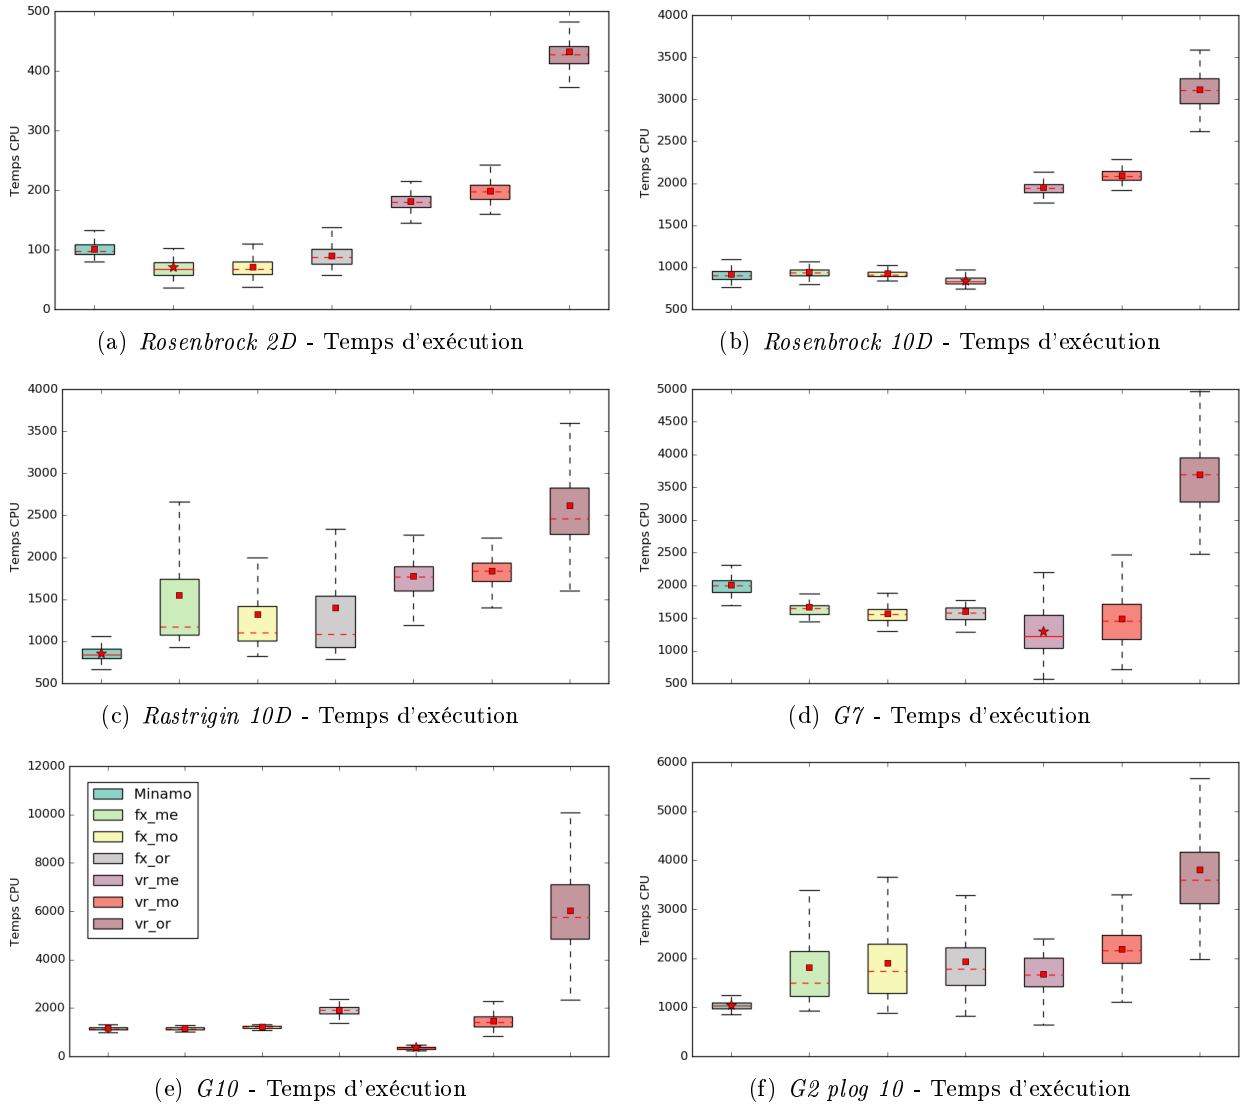 500
400
300
200
100
0
Temps CPU
(a) Rosenbrock 2D - Temps d'exécution
4000
3500
3000
2500
2000
1500
1000
500
Temps CPU
(b) Rosenbrock 10D - Temps d'exécution
4000
3500
3000
2500
2000
1500
1000
500
Temps CPU
(c) Rastrigin 10D - Temps d'exécution
5000
4500
4000
3500
3000
2500
2000
1500
1000
500
Temps CPU
(d) G7 - Temps d'exécution
12000
10000
8000
6000
4000
2000
0
Temps CPU
Minamo
fx_me
fx_mo
fx_or
vr_me
vr_mo
vr_or
(e) G10 - Temps d'exécution
6000
5000
4000
3000
2000
1000
0
Temps CPU
(f) G2 plog 10 - Temps d'exécution